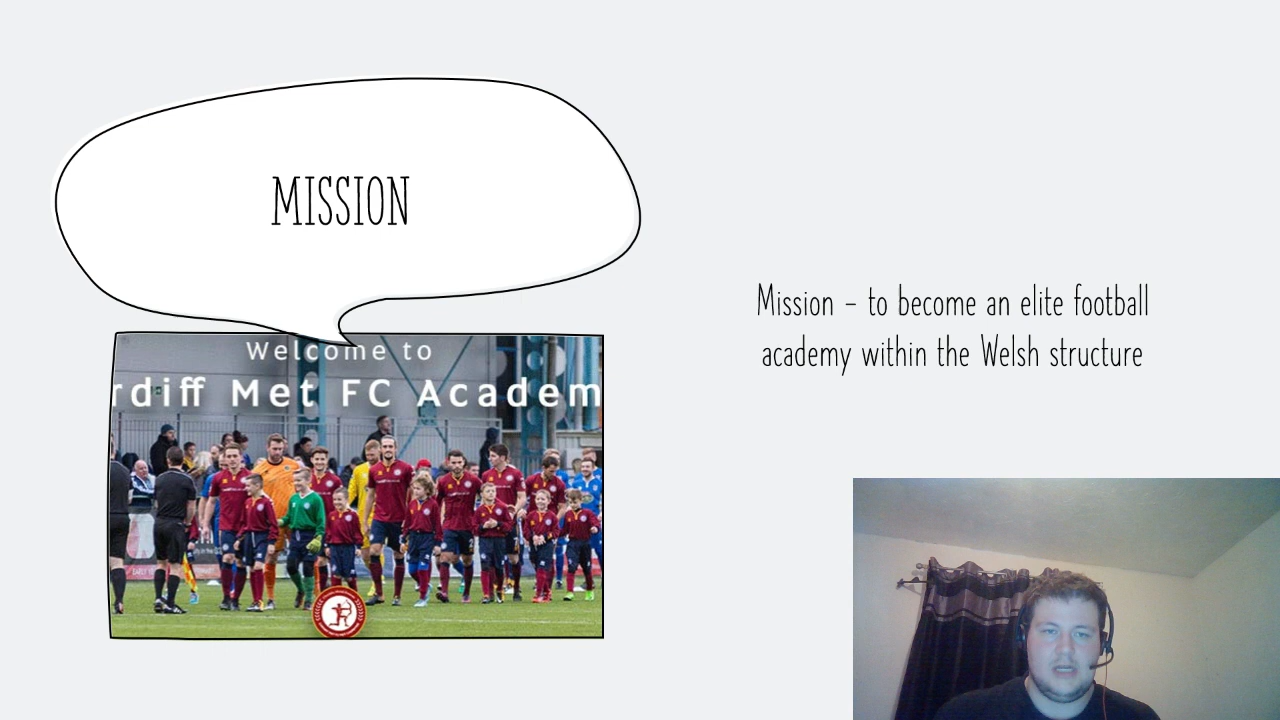 MISSION
Mission – to become an elite football
academy within the Welsh structure
Welcome to
rdiff Met FC Academ